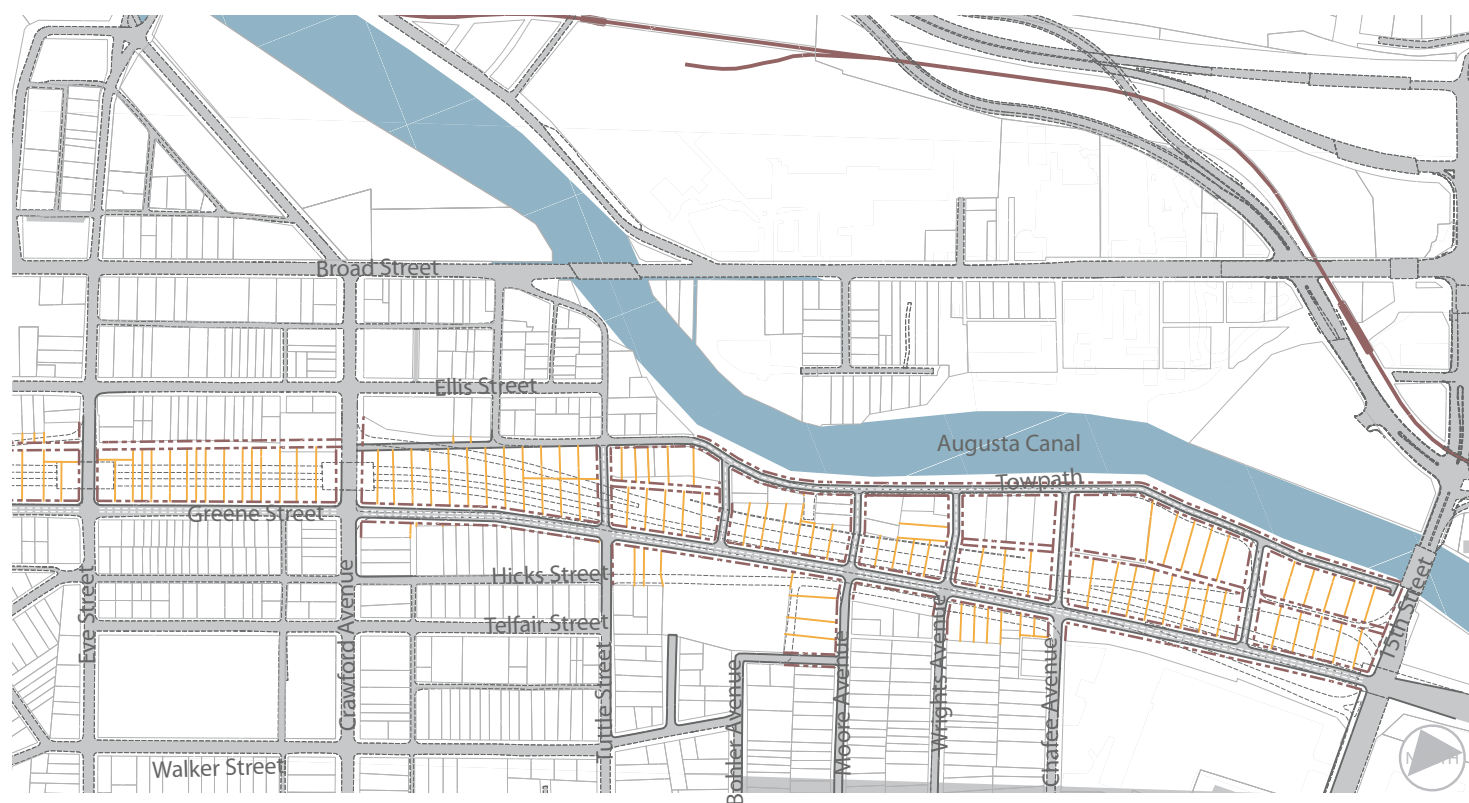 Broad Street
Ellis Street
Augusta Canal
Towpath
Greene Street
Hicks Street
Telfair Street
15th Street
Eve Street
Crawford Avenue
Turtle Street
Bohler Avenue
Moore Avenue
Wrights Avenue
Chafee Avenue
Walker Street
NORTH